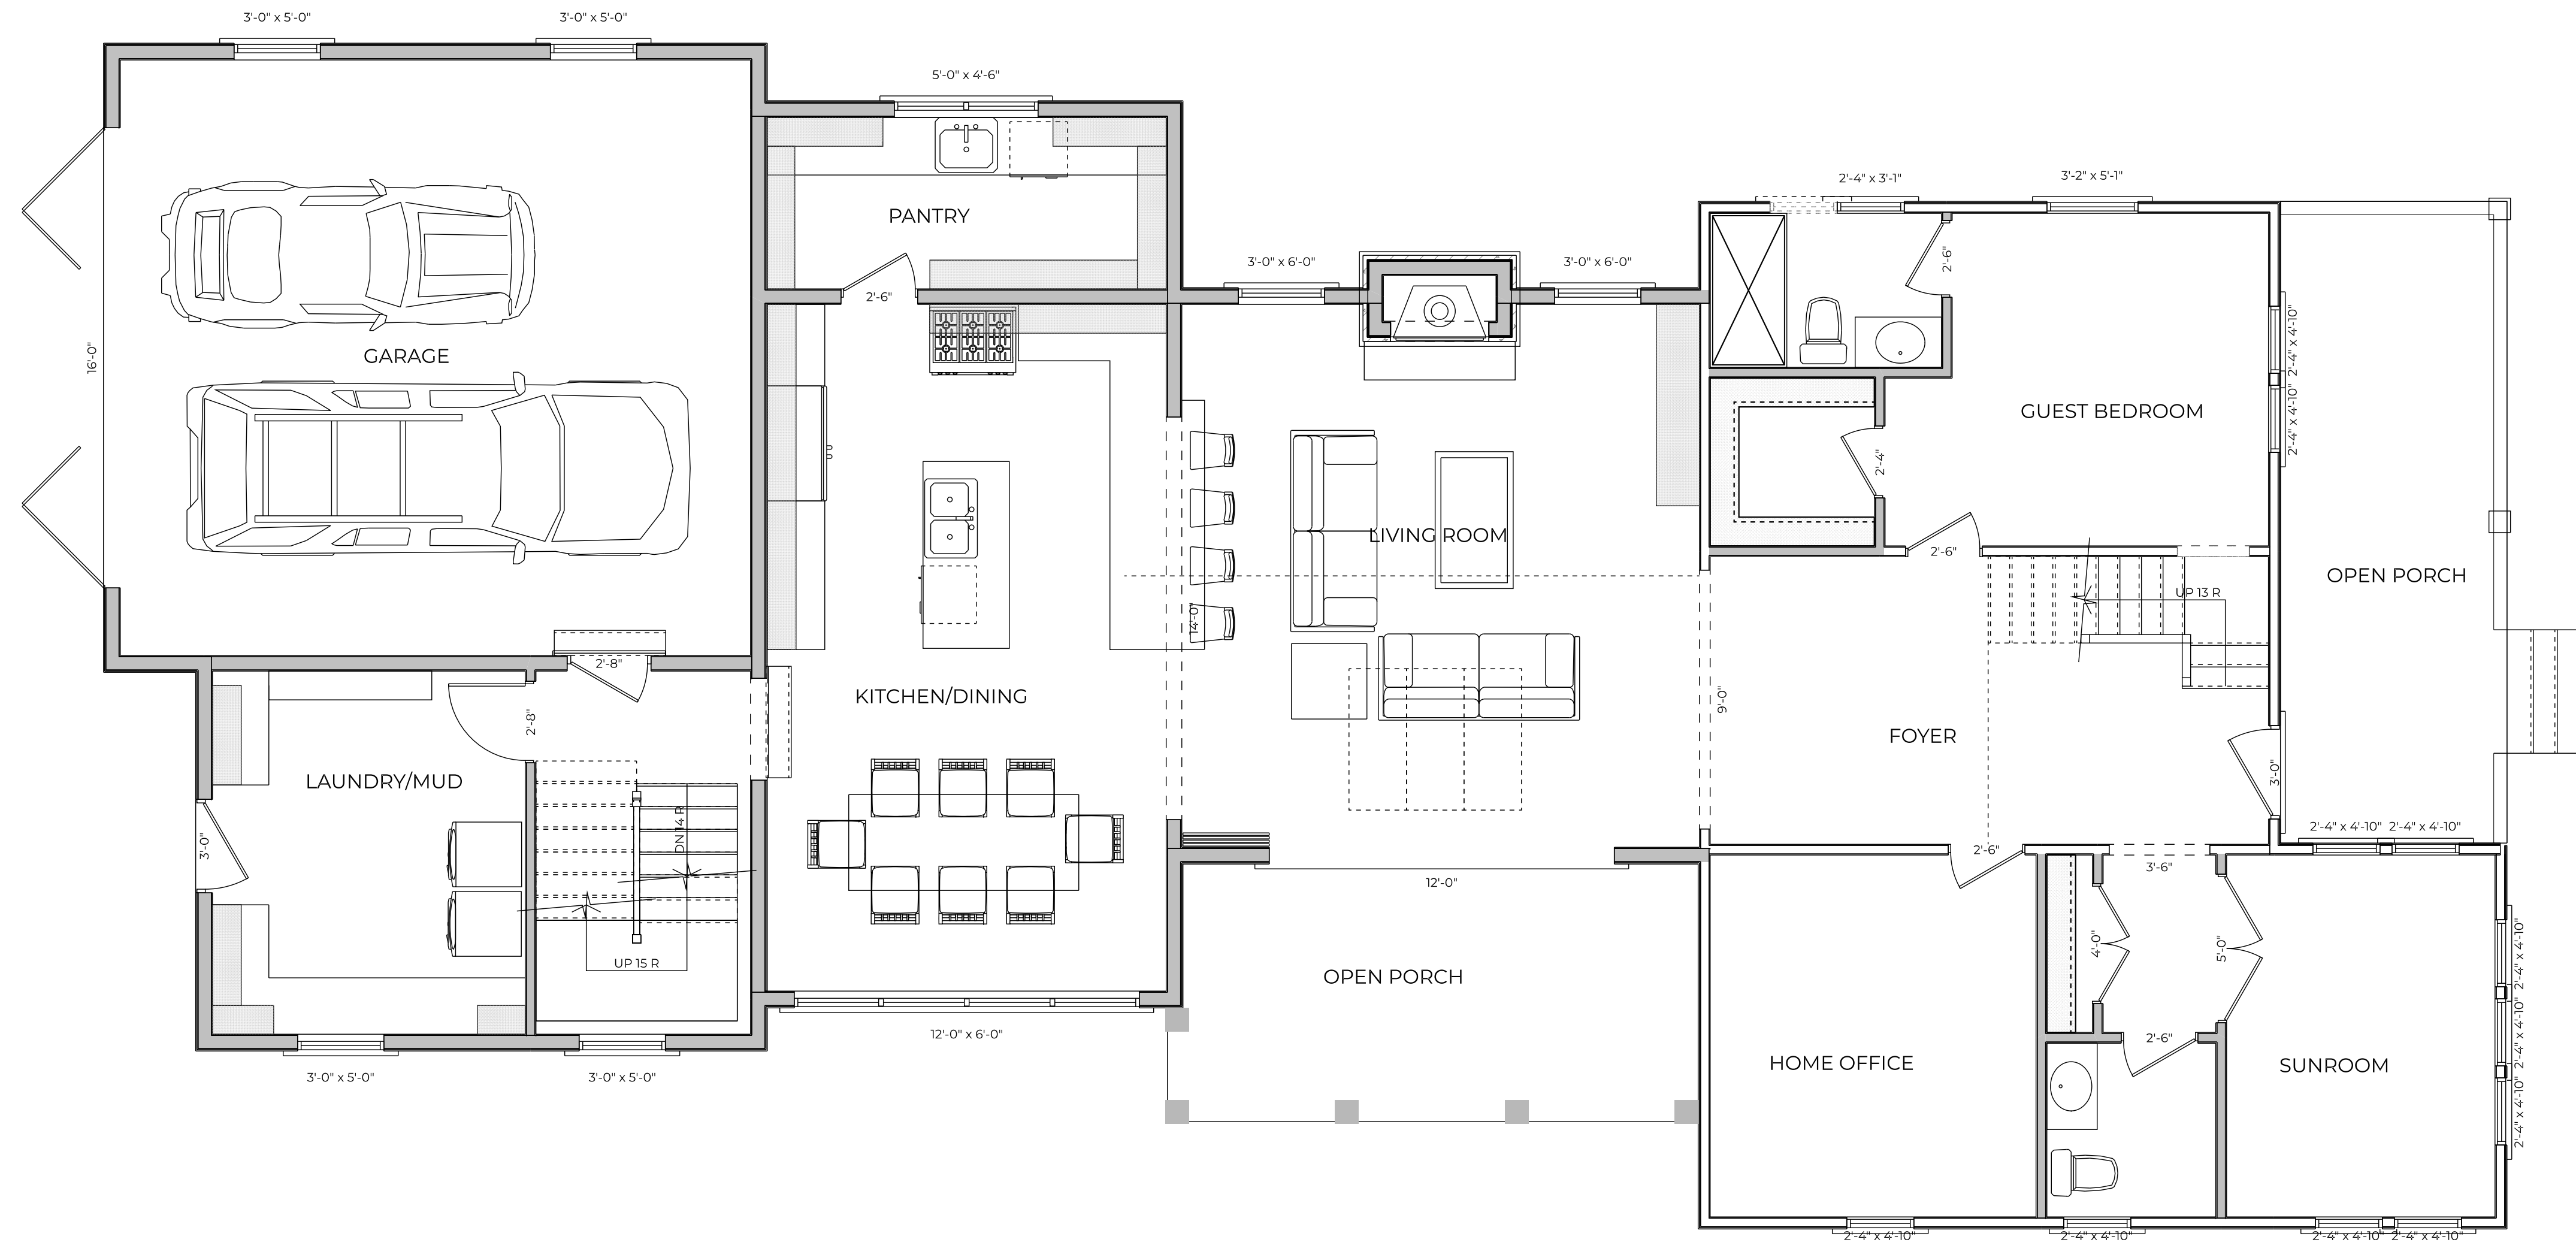 3'-0" x 5'-0"
3'-0" x 5'-0"
5'-0" x 4'-6"
2'-4" x 3'-1"
3'-2" x 5'-1"
PANTRY
2'-6"
3'-0" x 6'-0"
3'-0" x 6'-0"
2'-6"
16'-0"
GARAGE
2'-4" x 4'-10"
2'-4" x 4'-10"
GUEST BEDROOM
2'-4"
LIVING ROOM
2'-6"
OPEN PORCH
UP 13 R
14'-0"
2'-8"
2'-8"
KITCHEN/DINING
9'-0"
FOYER
3'-0"
LAUNDRY/MUD
3'-0"
DN 14 R
UP 15 R
2'-4" x 4'-10"
2'-4" x 4'-10"
2'-6"
3'-6"
12'-0"
4'-0"
5'-0"
OPEN PORCH
2'-4" x 4'-10"
2'-4" x 4'-10"
2'-4" x 4'-10"
12'-0" x 6'-0"
2'-6"
HOME OFFICE
SUNROOM
3'-0" x 5'-0"
3'-0" x 5'-0"
2'-4" x 4'-10"
2'-4" x 4'-10"
2'-4" x 4'-10"
2'-4" x 4'-10"